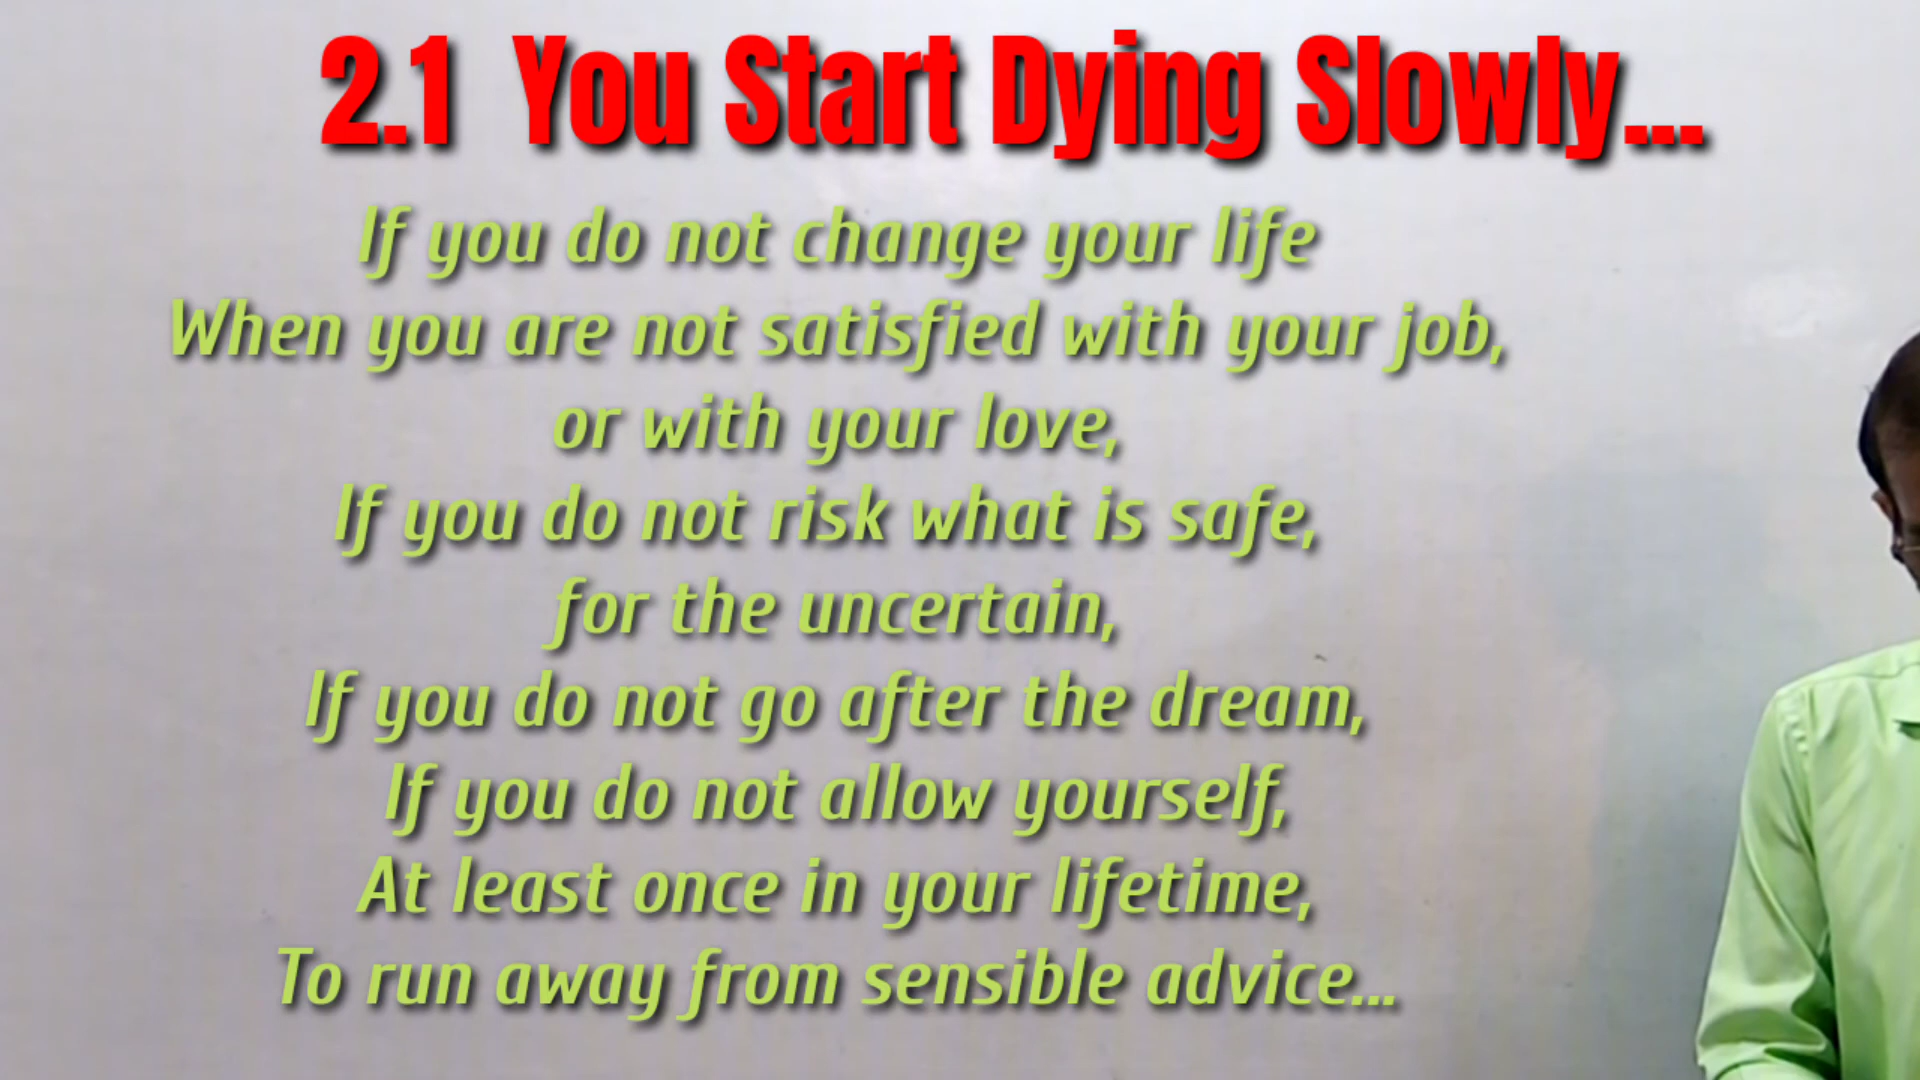 2.1 You Start Dying Slowly...
If you do not change your life
When you are not satisfied with your job,
or with your love,
If you do not risk what is safe,
for the uncertain,
If you do not go after the dream,
If you do not allow yourself,
At least once in your lifetime,
To run away from sensible advice...